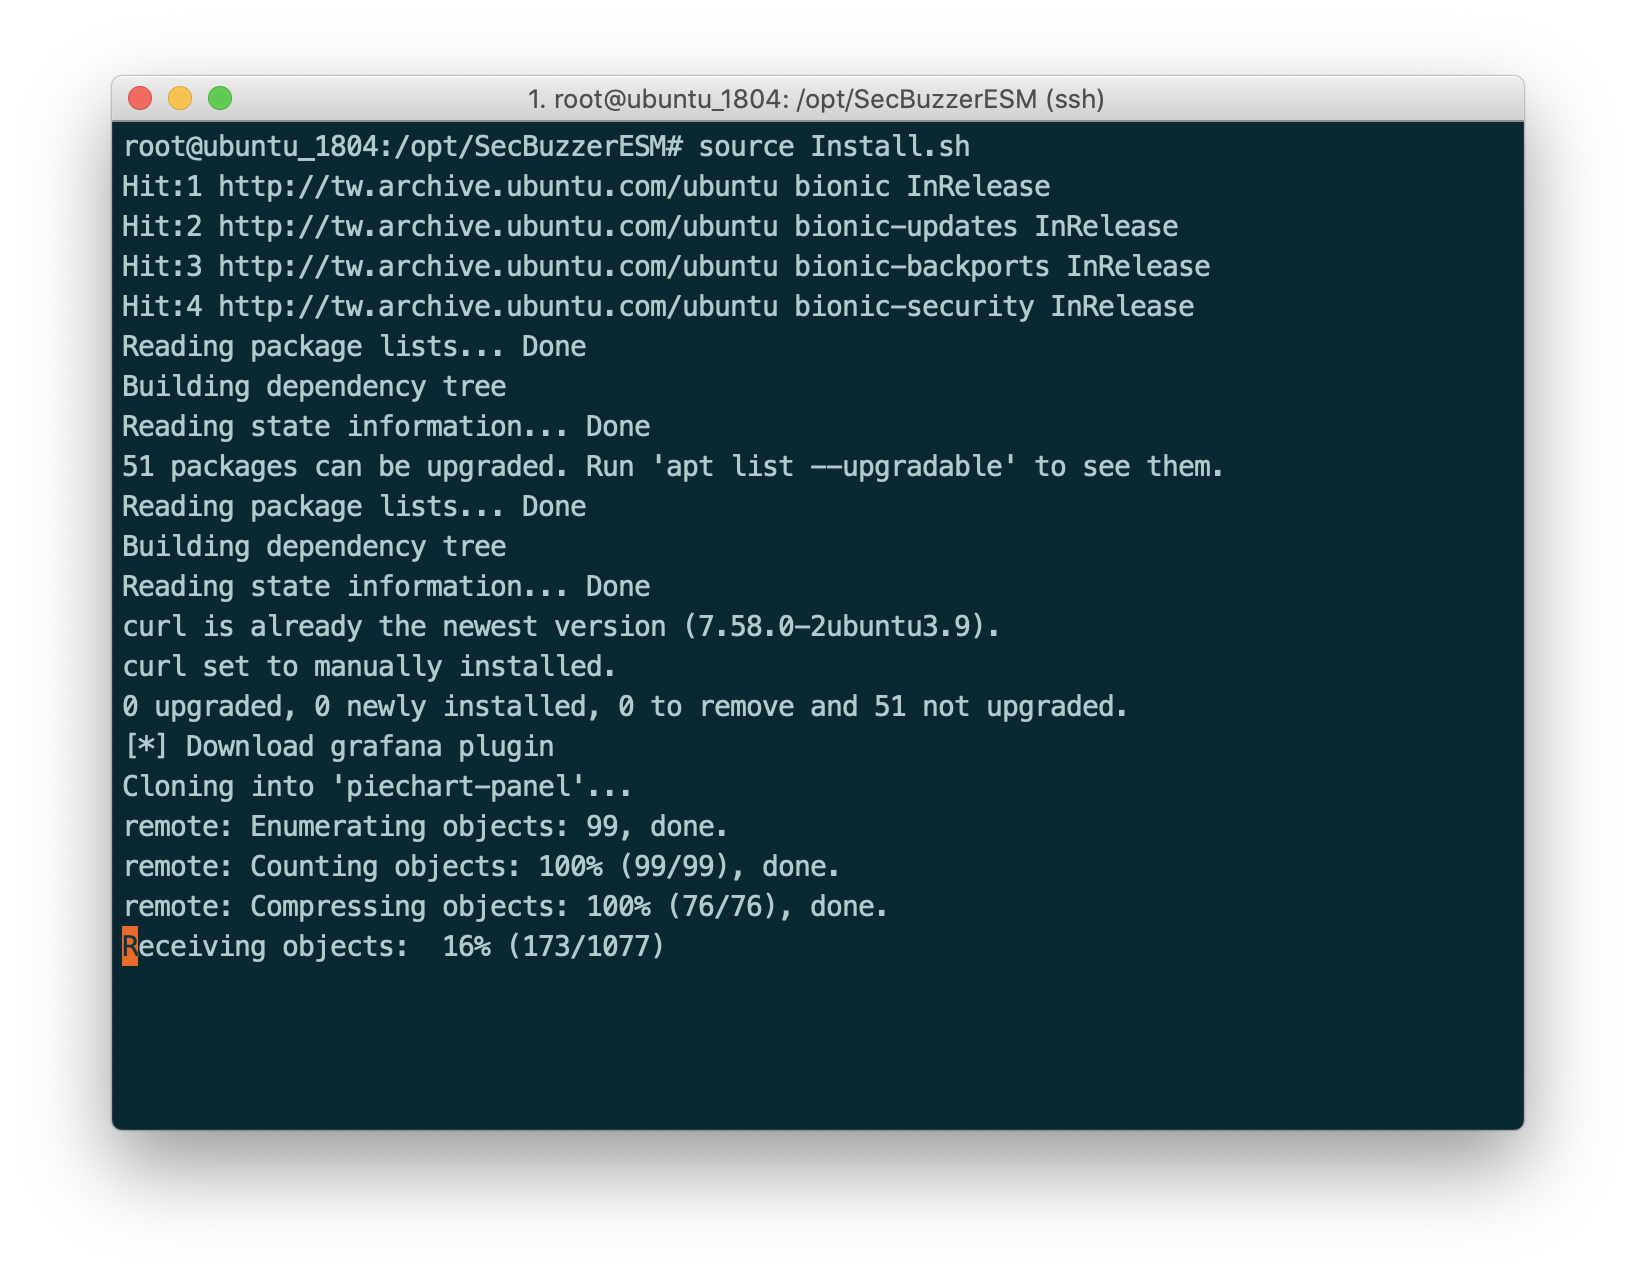 1. root@ubuntu_1804: /opt/SecBuzzerESM (ssh)
root@ubuntu_1804:/opt/SecBuzzerESM# source Install.sh
Hit:1 http://tw.archive.ubuntu.com/ubuntu bionic InRelease
Hit:2 http://tw.archive.ubuntu.com/ubuntu bionic-updates InRelease
Hit:3 http://tw.archive.ubuntu.com/ubuntu bionic-backports InRelease
Hit:4 http://tw.archive.ubuntu.com/ubuntu bionic-security InRelease
Reading package lists... Done
Building dependency tree
Reading state information... Done
51 packages can be upgraded. Run 'apt list --upgradable' to see them.
Reading package lists... Done
Building dependency tree
Reading state information... Done
curl is already the newest version (7.58.0-2ubuntu3.9).
curl set to manually installed.
0 upgraded, 0 newly installed, 0 to remove and 51 not upgraded.
[*] Download grafana plugin
Cloning into 'piechart-panel'...
remote: Enumerating objects: 99, done.
remote: Counting objects: 100% (99/99), done.
remote: Compressing objects: 100% (76/76), done.
Receiving objects:  16% (173/1077)